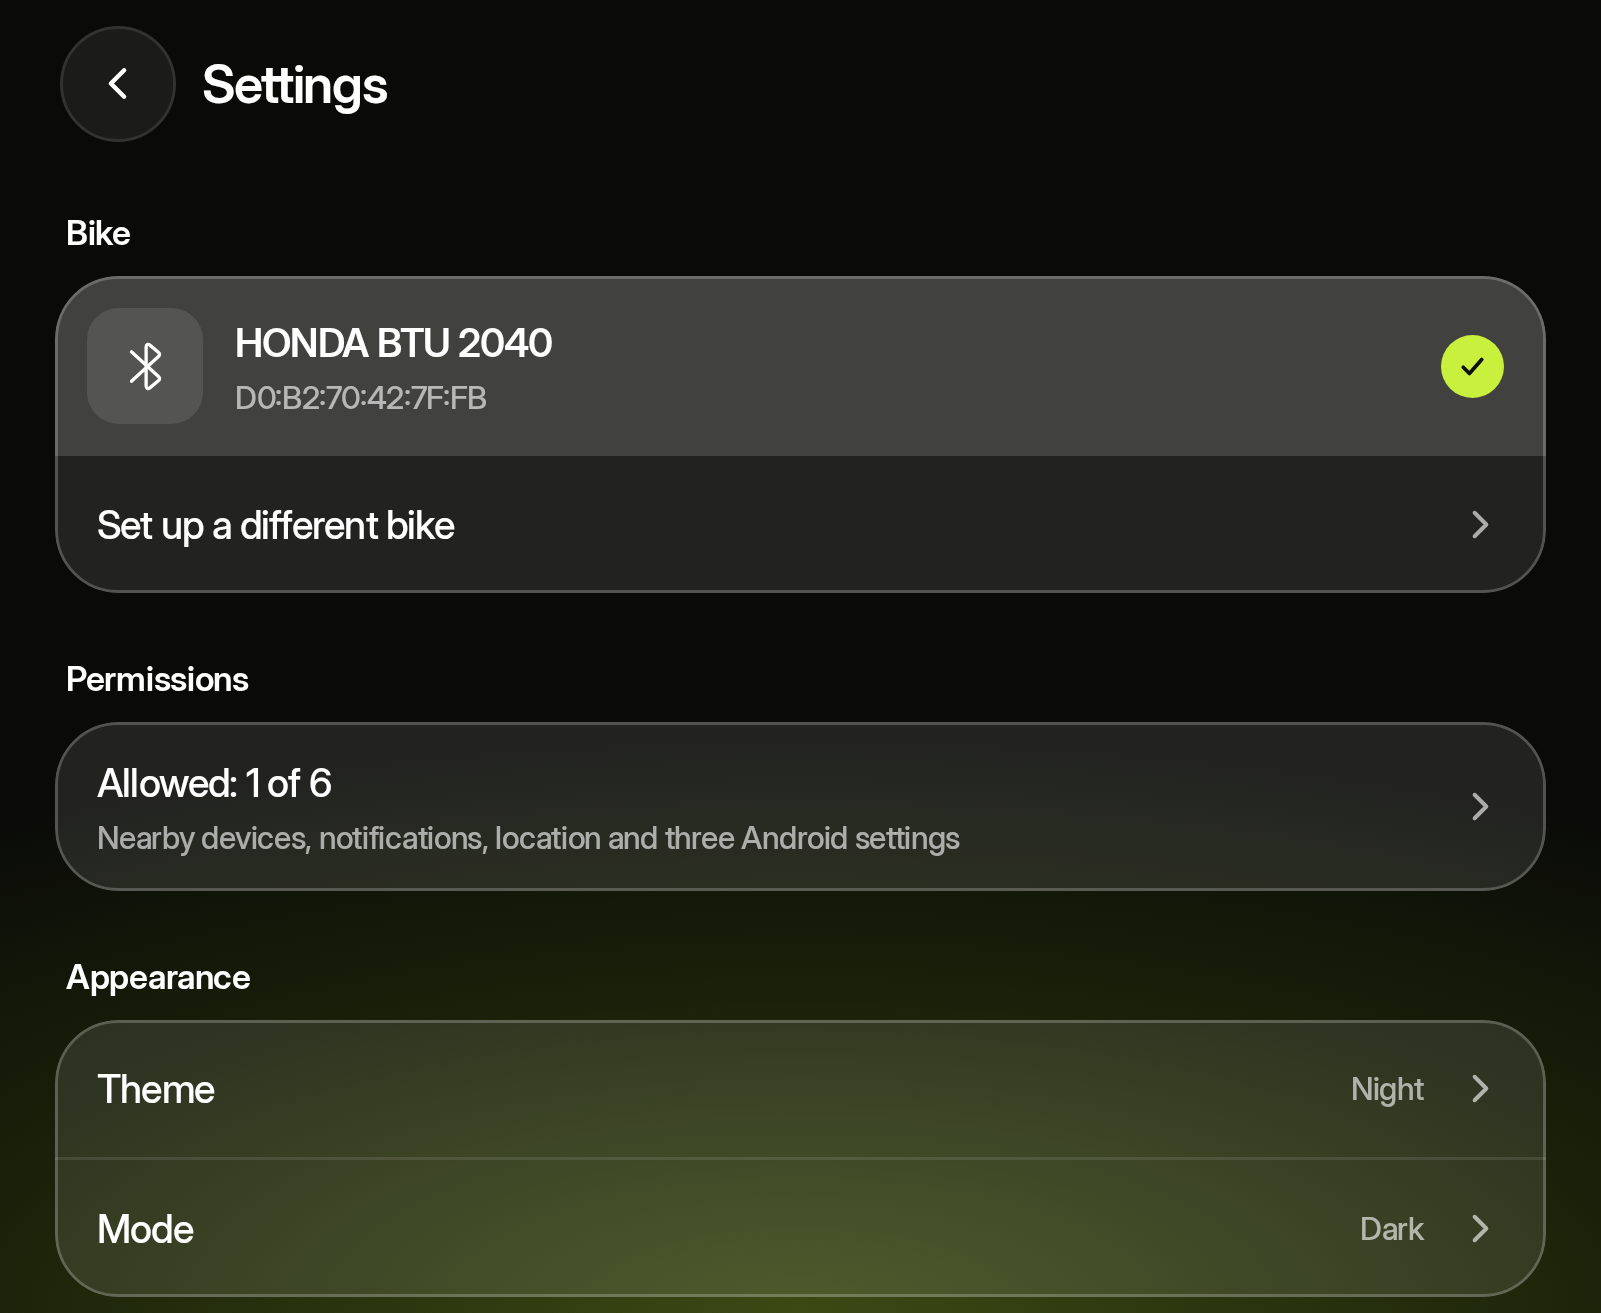 Settings
Bike
HONDA BTU 2040
D0:B2:70:42:7F:FB
Set up a different bike
Permissions
Allowed: 1 of 6
Nearby devices, notifications, location and three Android settings
Appearance
Theme
Night
Mode
Dark